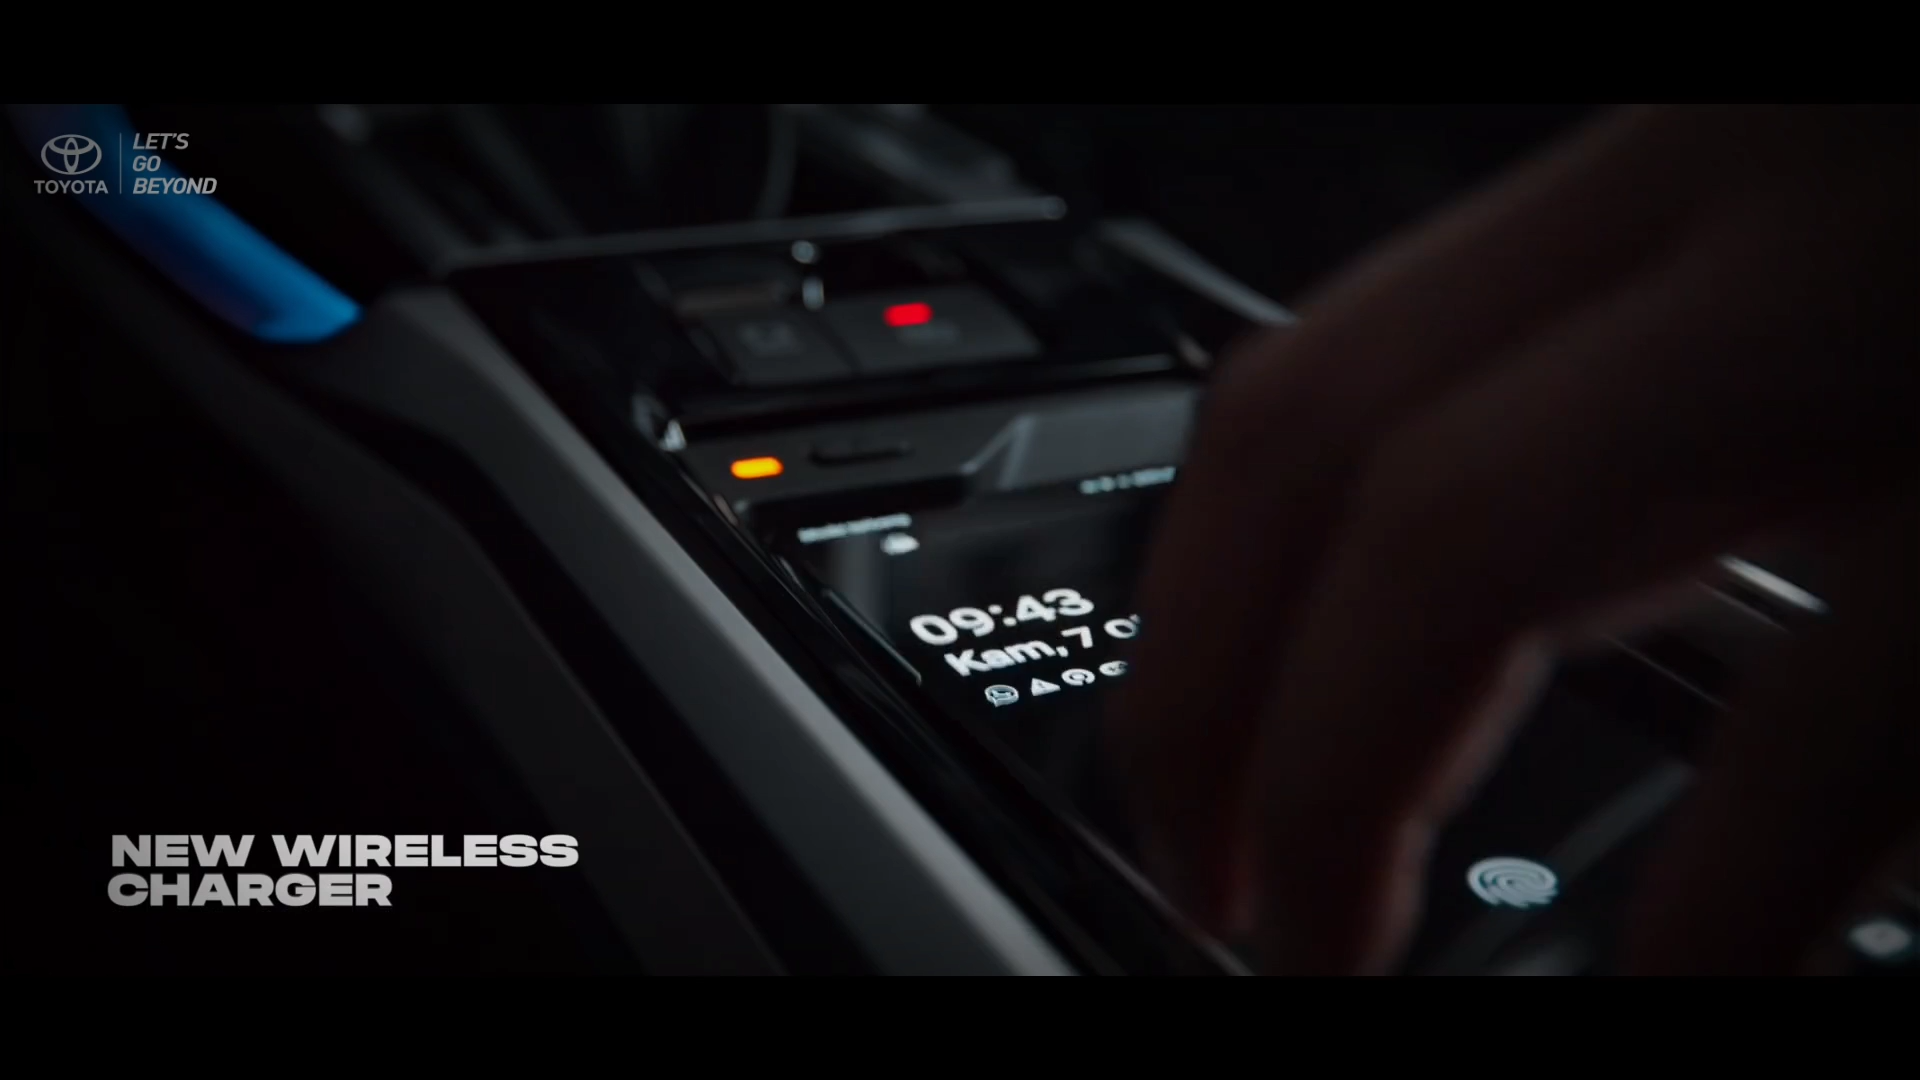 TOYOTA
LET'S
GO
BEYOND
09:43
Kam, 7 O
NEW WIRELESS
CHARGER